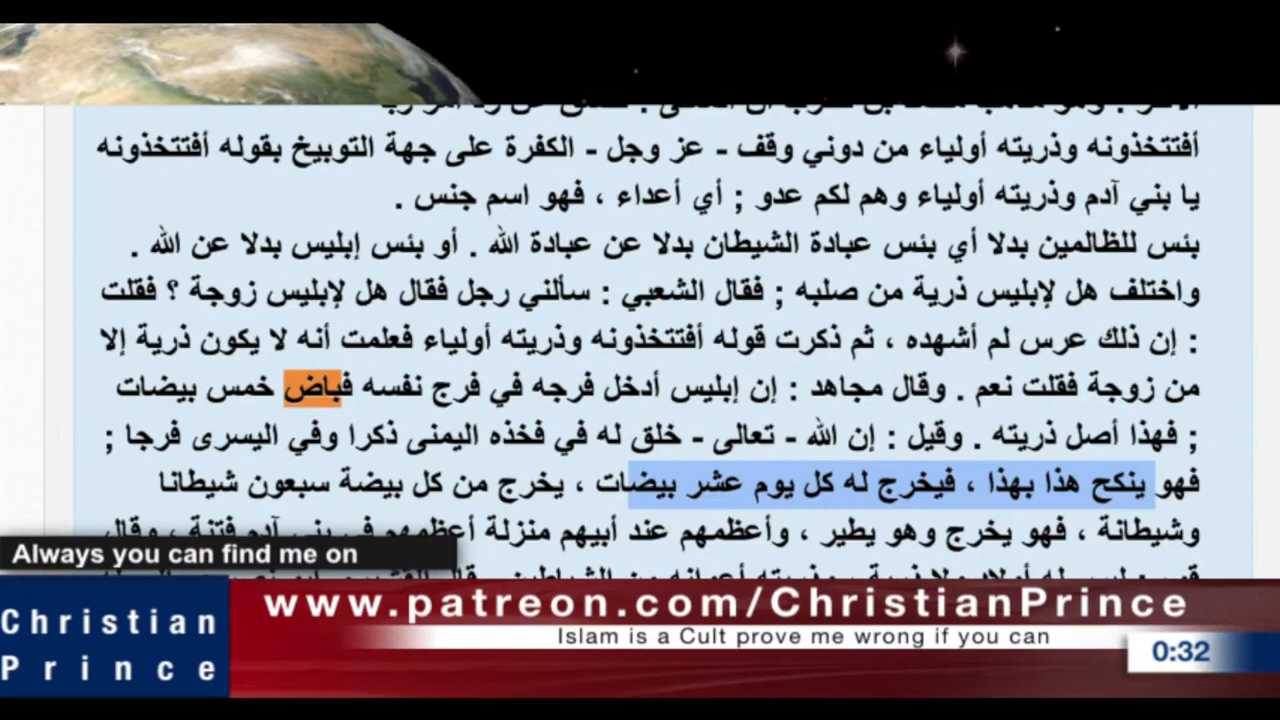 أفتتخذونه وذريته أولياء من دوني وقف - عز وجل - الكفرة على جهة التوبيخ بقوله أفتتخذونه
يا بني آدم وذريته أولياء وهم لكم عدو ; أي أعداء ، فهو اسم جنس .
بئس للظالمين بدلا أي بئس عبادة الشيطان بدلا عن عبادة الله . أو بئس إبليس بدلا عن الله .
واختلف هل لإبليس ذرية من صلبه ; فقال الشعبي : سألني رجل فقال هل لإبليس زوجة ؟ فقلت
: إن ذلك عرس لم أشهده ، ثم ذكرت قوله أفتتخذونه وذريته أولياء فعلمت أنه لا يكون ذرية إلا
من زوجة فقلت نعم . وقال مجاهد : إن إبليس أدخل فرجه في فرج نفسه فباض خمس بيضات
; فهذا أصل ذريته . وقيل : إن الله - تعالى - خلق له في فخذه اليمنى ذكرا وفي اليسرى فرجا ;
فهو ينكح هذا بهذا ، فيخرج له كل يوم عشر بيضات ، يخرج من كل بيضة سبعون شيطانا
وشيطانة ، فهو يخرج وهو يطير ، وأعظمهم عند أبيهم منزلة أعظمهم في بني آدم فتنة ، وقال
Always you can find me on
Christian
Prince
www.patreon.com/ChristianPrince
Islam is a Cult prove me wrong if you can
0:32